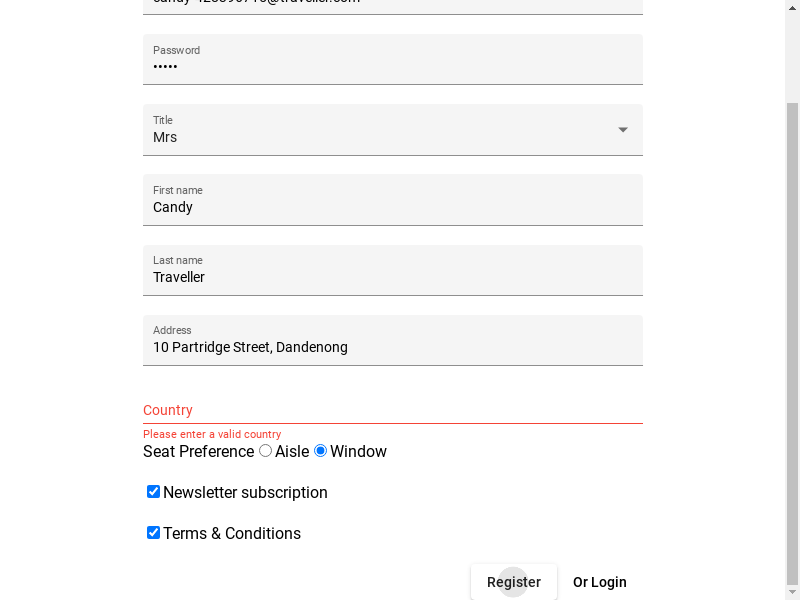 Password
•••••
Title
Mrs
First name
Candy
Last name
Traveller
Address
10 Partridge Street, Dandenong
Country
Please enter a valid country
Seat Preference Aisle Window
Newsletter subscription
Terms & Conditions
Register Or Login